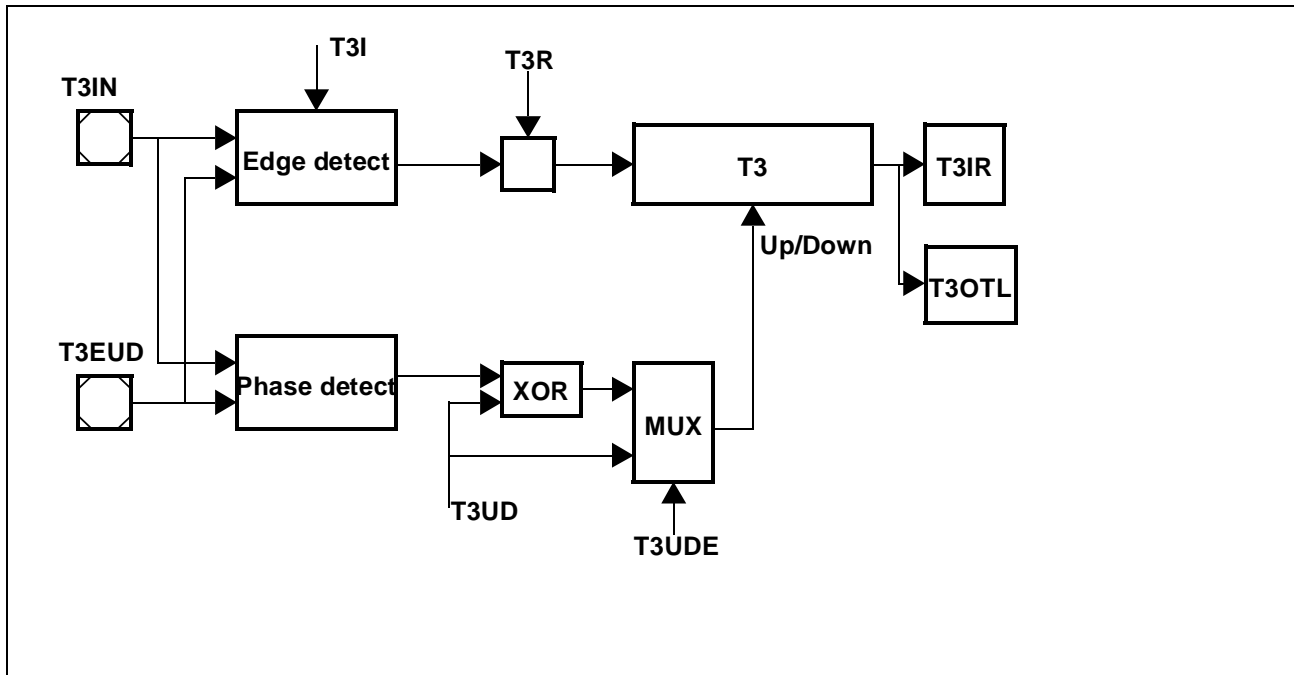 T3I
T3R
T3IN
Edge detect
T3
T3IR
Up/Down
T3OTL
T3EUD
Phase detect
XOR
MUX
T3UD
T3UDE